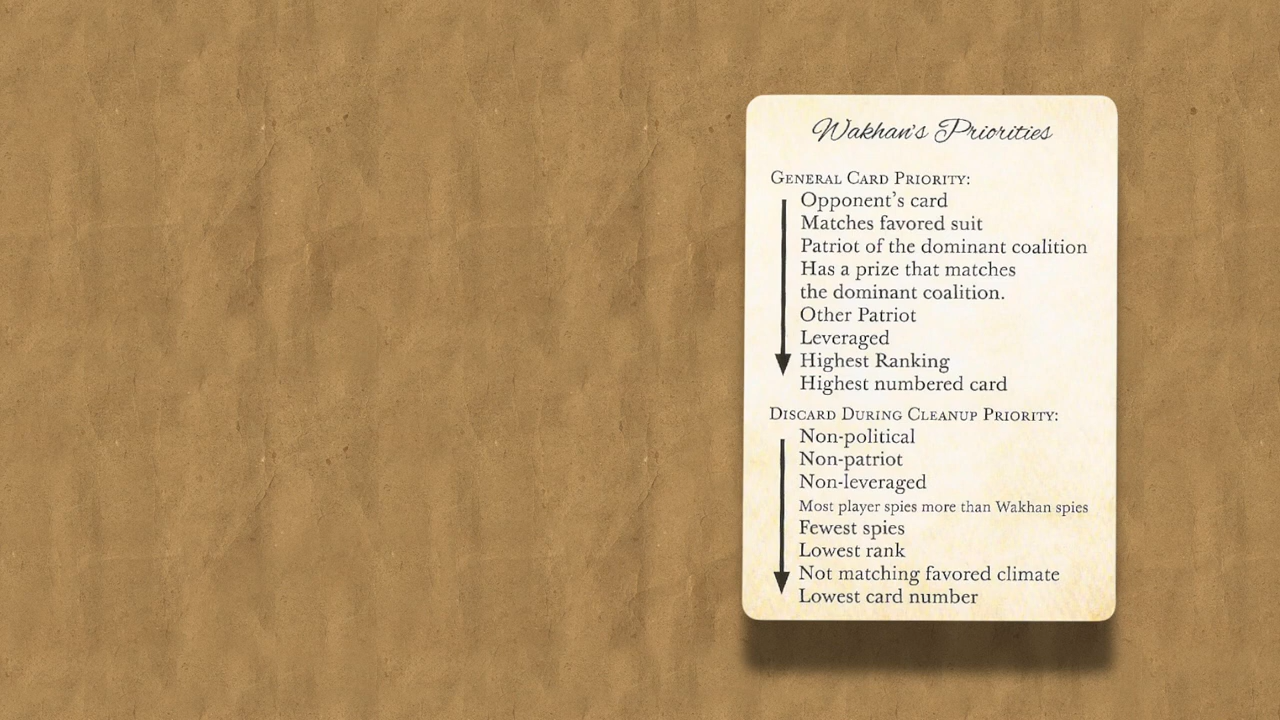 Wakhan's Priorities
General Card Priority:
Opponent's card
Matches favored suit
Patriot of the dominant coalition
Has a prize that matches
the dominant coalition.
Other Patriot
Leveraged
Highest Ranking
Highest numbered card
Discard During Cleanup Priority:
Non-political
Non-patriot
Non-leveraged
Most player spies more than Wakhan spies
Fewest spies
Lowest rank
Not matching favored climate
Lowest card number